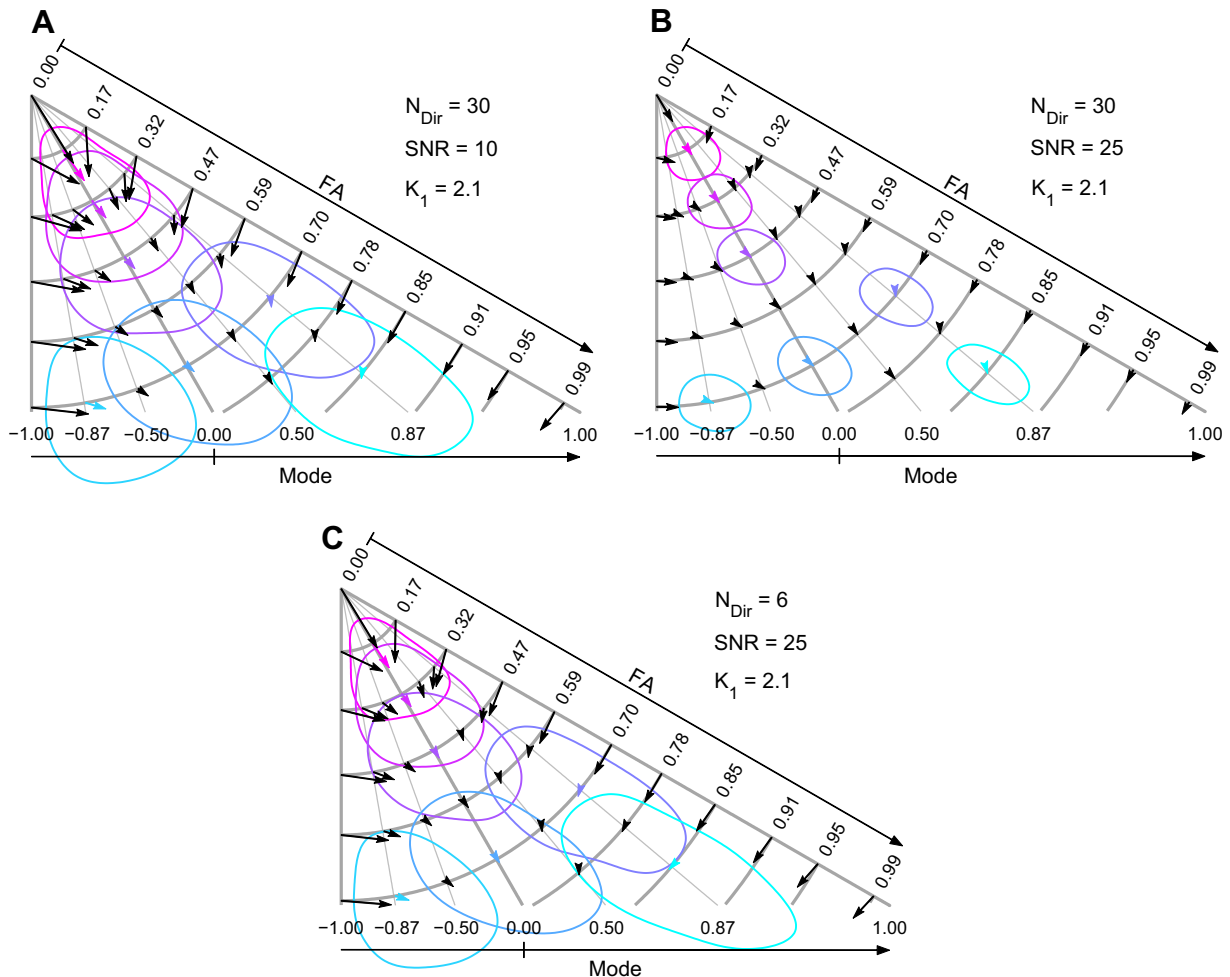 A
0.00
0.17
0.32
0.47
0.59
0.70
0.78
0.85
0.91
0.95
0.99
FA
N_Dir = 30
SNR = 10
K_1 = 2.1
−1.00 −0.87 −0.50 0.00 0.50 0.87 1.00
Mode
B
0.00
0.17
0.32
0.47
0.59
0.70
0.78
0.85
0.91
0.95
0.99
FA
N_Dir = 30
SNR = 25
K_1 = 2.1
−1.00 −0.87 −0.50 0.00 0.50 0.87 1.00
Mode
C
0.00
0.17
0.32
0.47
0.59
0.70
0.78
0.85
0.91
0.95
0.99
FA
N_Dir = 6
SNR = 25
K_1 = 2.1
−1.00 −0.87 −0.50 0.00 0.50 0.87 1.00
Mode